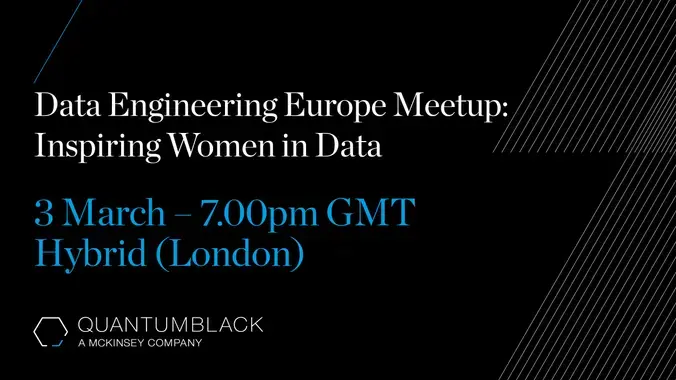 Data Engineering Europe Meetup:
Inspiring Women in Data
3 March – 7.00pm GMT
Hybrid (London)
QUANTUMBLACK
A MCKINSEY COMPANY